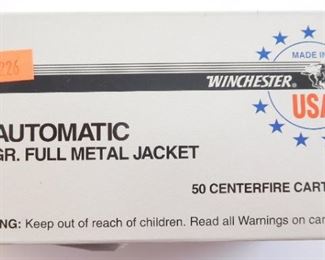 226
MADE IN
WINCHESTER
USA
AUTOMATIC
GR. FULL METAL JACKET
50 CENTERFIRE CART
NG: Keep out of reach of children. Read all Warnings on car